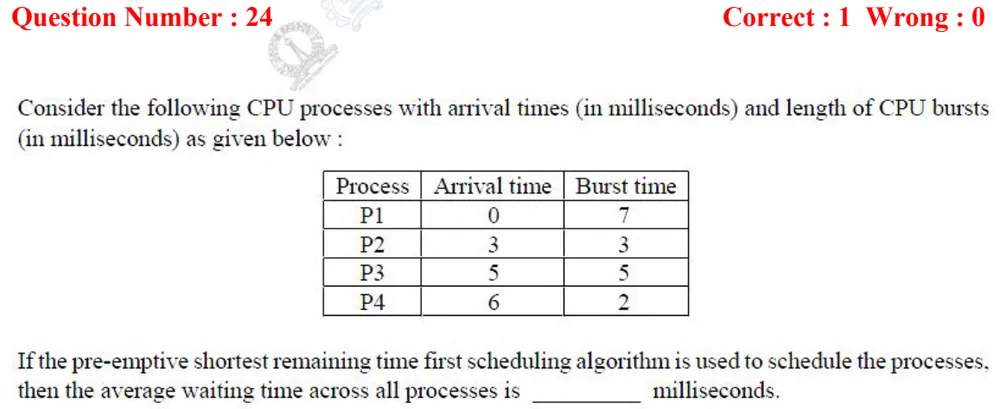 Question Number : 24 Correct : 1 Wrong : 0
Consider the following CPU processes with arrival times (in milliseconds) and length of CPU bursts
(in milliseconds) as given below :
Process Arrival time Burst time
P1 0 7
P2 3 3
P3 5 5
P4 6 2
If the pre-emptive shortest remaining time first scheduling algorithm is used to schedule the processes,
then the average waiting time across all processes is __________ milliseconds.